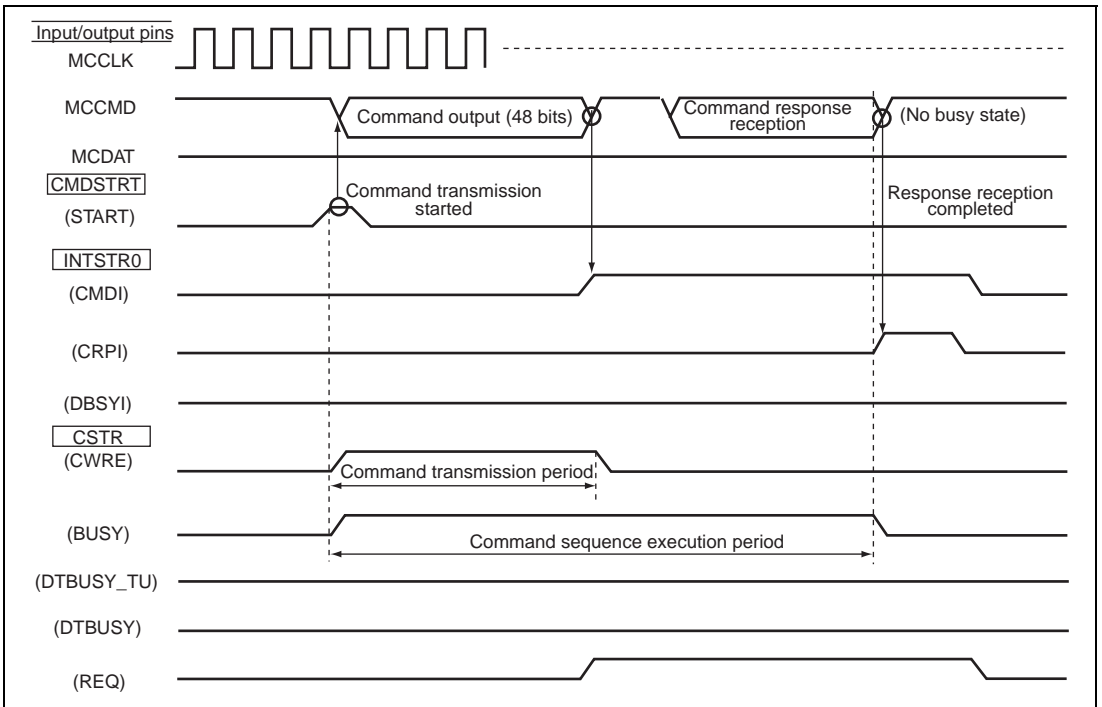 Input/output pins
MCCLK
MCCMD
Command output (48 bits)
Command response
reception
(No busy state)
MCDAT
CMDSTRT
(START)
Command transmission
started
Response reception
completed
INTSTR0
(CMDI)
(CRPI)
(DBSYI)
CSTR
(CWRE)
Command transmission period
(BUSY)
Command sequence execution period
(DTBUSY_TU)
(DTBUSY)
(REQ)